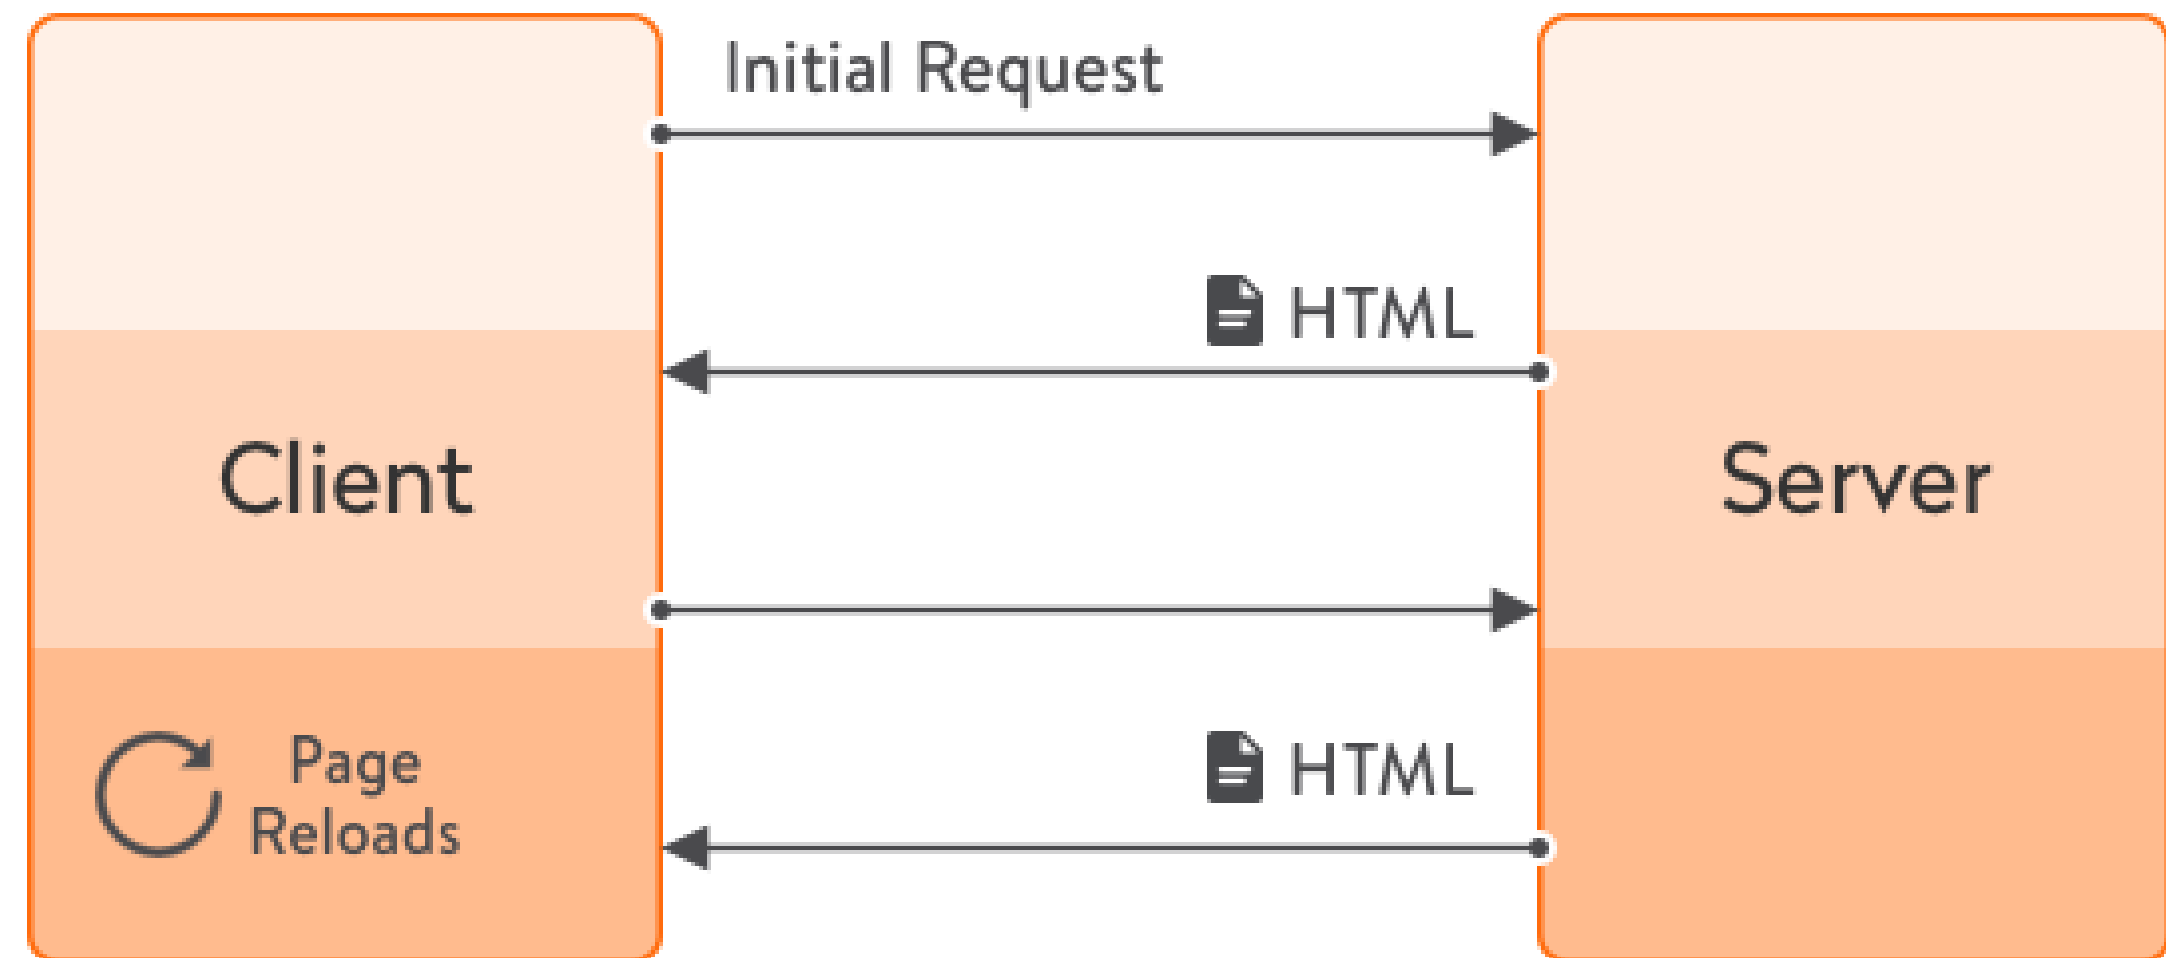 Initial Request
HTML
Client
Server
Page
Reloads
HTML